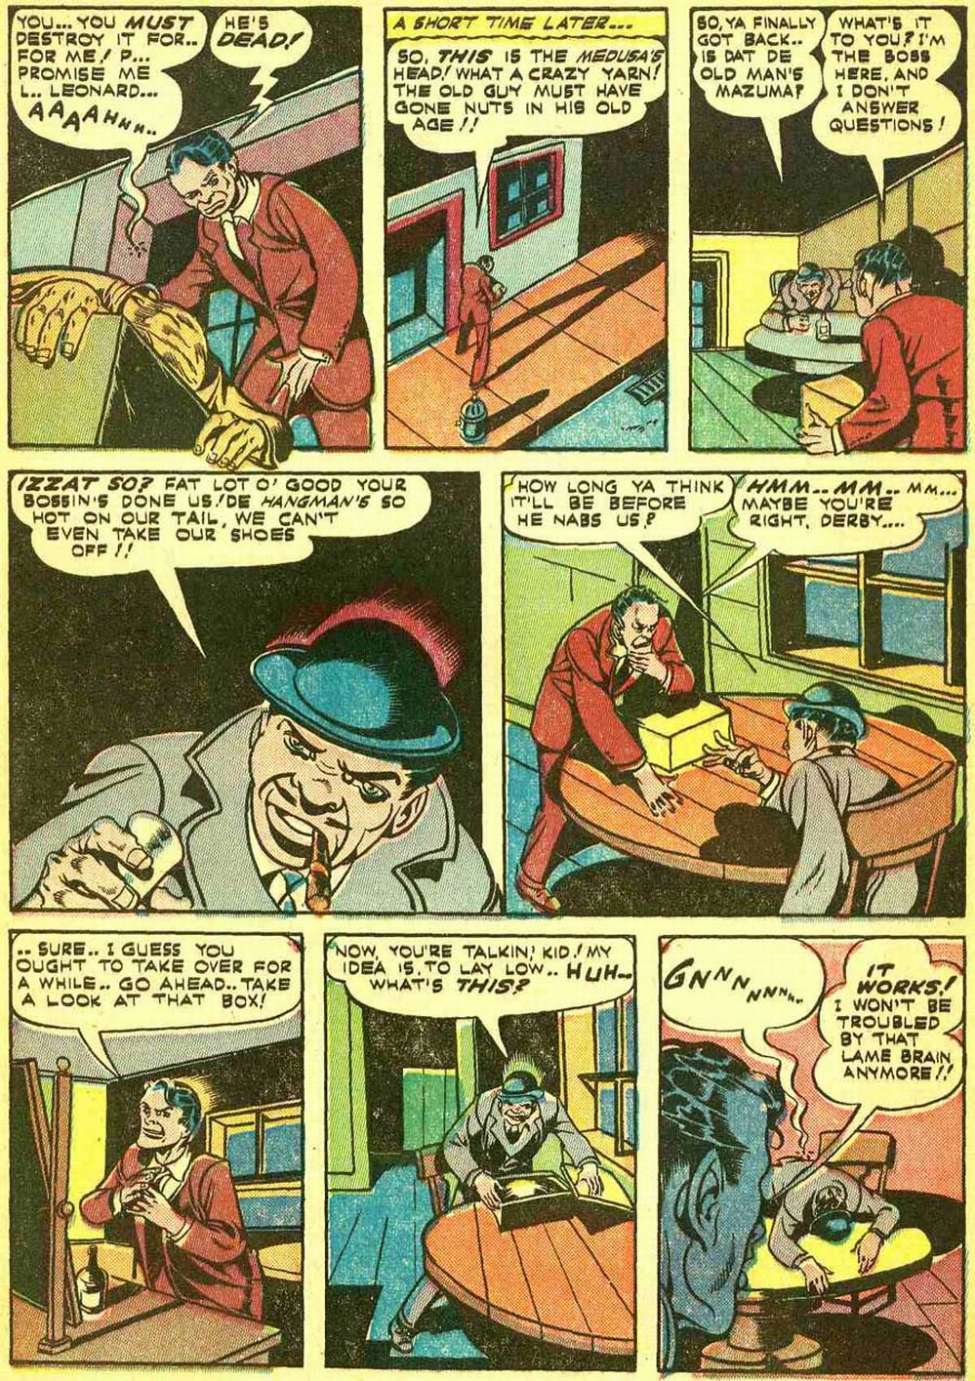 YOU...YOU MUST
DESTROY IT FOR..
FOR ME! P...
PROMISE ME
L.. LEONARD...
AAAAHHH..
HE'S
DEAD!
A SHORT TIME LATER...
SO, THIS IS THE MEDUSA'S
HEAD! WHAT A CRAZY YARN!
THE OLD GUY MUST HAVE
GONE NUTS IN HIS OLD
AGE!!
SO, YA FINALLY
GOT BACK..
IS DAT DE
OLD MAN'S
MAZUMA?
WHAT'S IT
TO YOU? I'M
THE BOSS
HERE, AND
I DON'T
ANSWER
QUESTIONS!
IZZAT SO? FAT LOT O' GOOD YOUR
BOSSIN'S DONE US! DE HANGMAN'S SO
HOT ON OUR TAIL, WE CAN'T
EVEN TAKE OUR SHOES
OFF!!
HOW LONG YA THINK
IT'LL BE BEFORE
HE NABS US?
HMM.. MM.. MM...
MAYBE YOU'RE
RIGHT, DERBY....
.. SURE.. I GUESS YOU
OUGHT TO TAKE OVER FOR
A WHILE.. GO AHEAD.. TAKE
A LOOK AT THAT BOX!
NOW, YOU'RE TALKIN', KID! MY
IDEA IS, TO LAY LOW.. HUH--
WHAT'S THIS?
GNNNNNNN..
IT
WORKS!
I WON'T BE
TROUBLED
BY THAT
LAME BRAIN
ANYMORE!!